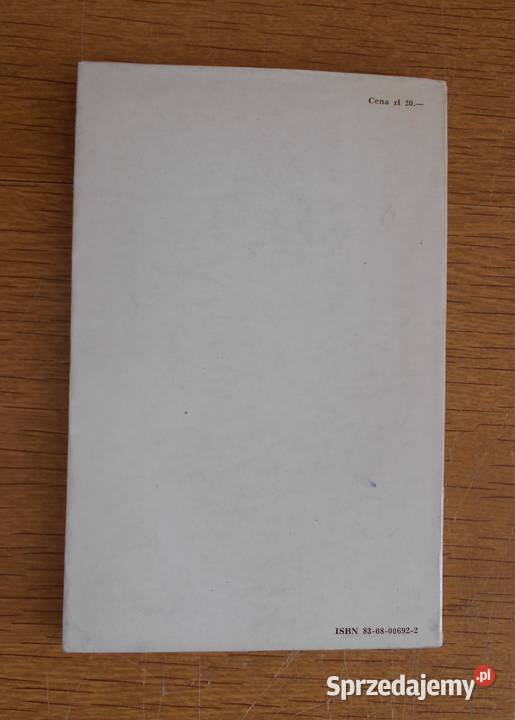 Cena zł 20.—
ISBN 83-08-00692-2
Sprzedajemy.pl